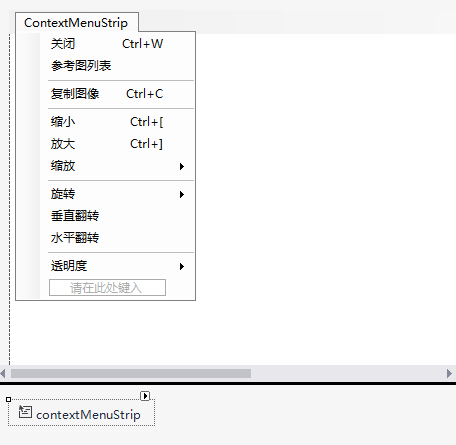 ContextMenuStrip
关闭 Ctrl+W
参考图列表
复制图像 Ctrl+C
缩小 Ctrl+[
放大 Ctrl+]
缩放
旋转
垂直翻转
水平翻转
透明度
请在此处键入
contextMenuStrip